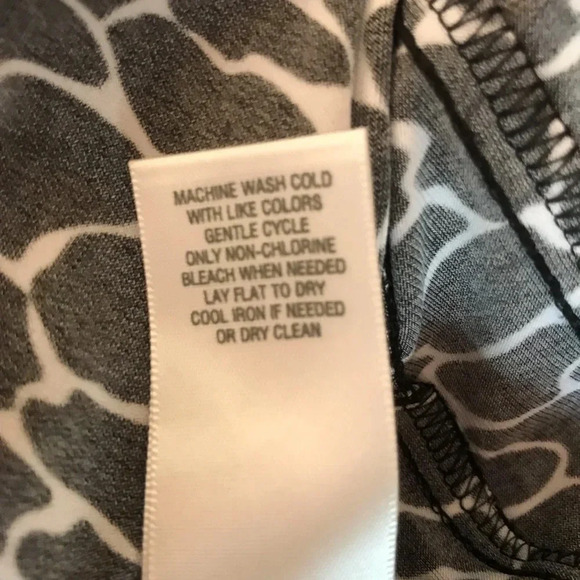 MACHINE WASH COLD
WITH LIKE COLORS
GENTLE CYCLE
ONLY NON-CHLORINE
BLEACH WHEN NEEDED
LAY FLAT TO DRY
COOL IRON IF NEEDED
OR DRY CLEAN